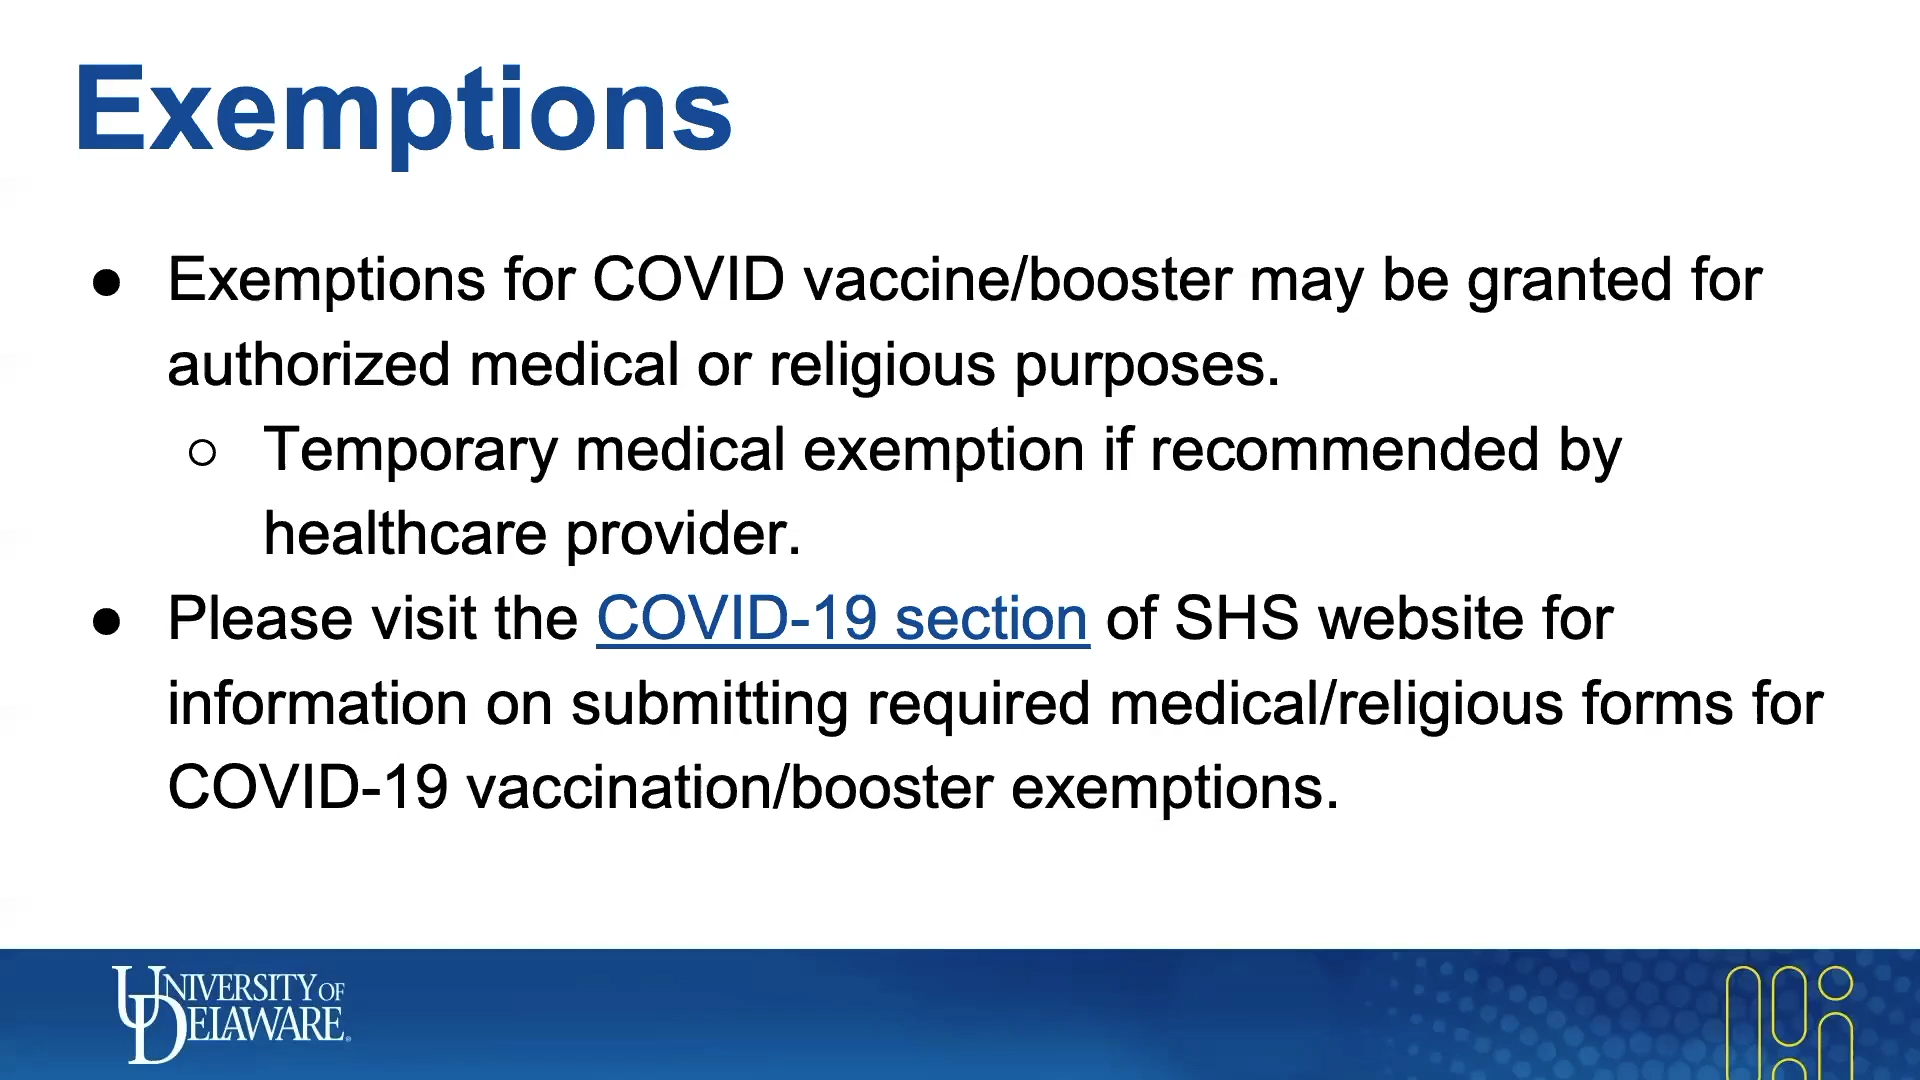 Exemptions
● Exemptions for COVID vaccine/booster may be granted for
authorized medical or religious purposes.
○ Temporary medical exemption if recommended by
healthcare provider.
● Please visit the COVID-19 section of SHS website for
information on submitting required medical/religious forms for
COVID-19 vaccination/booster exemptions.
UNIVERSITY OF
DELAWARE®